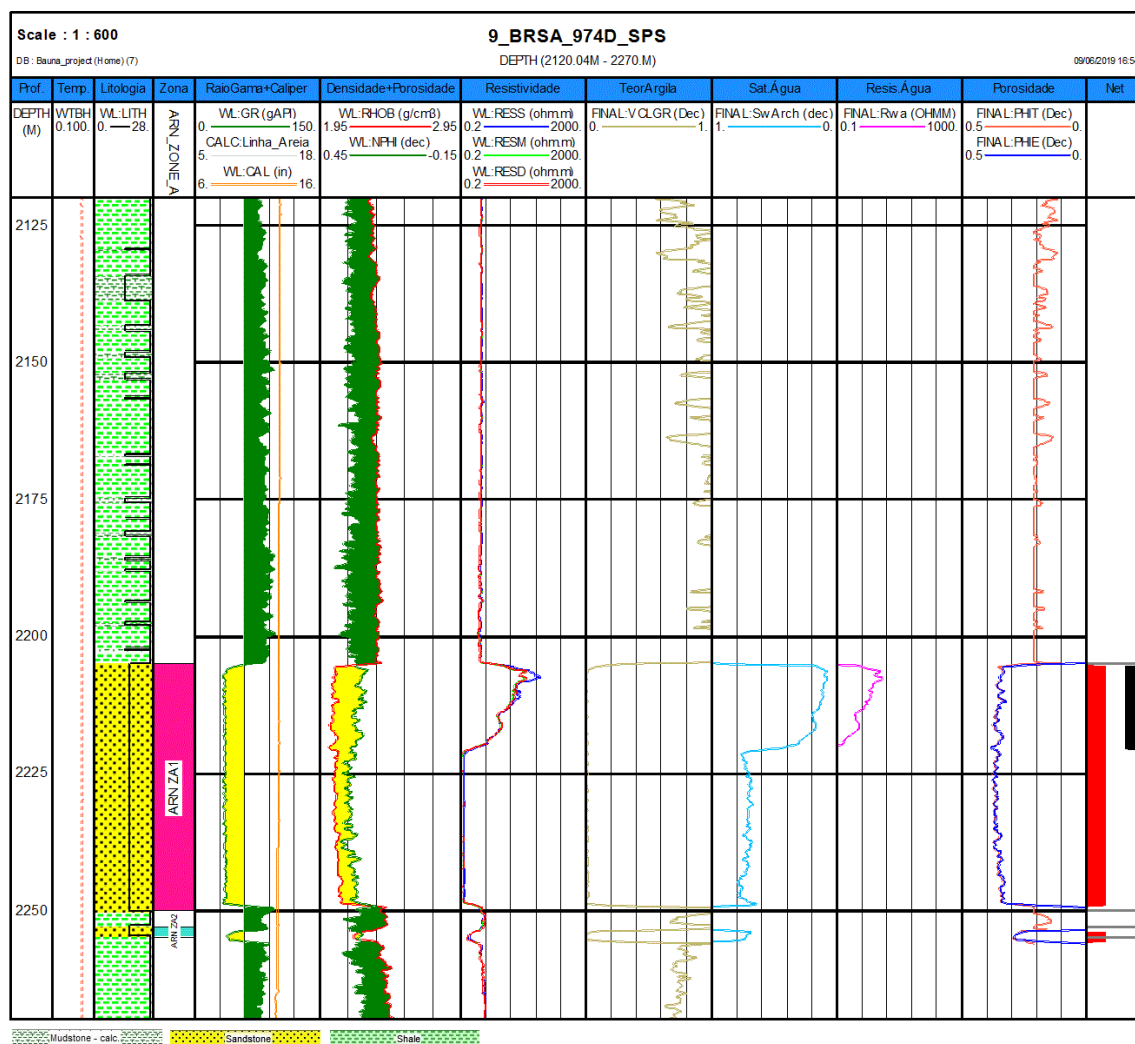 Scale : 1 : 600
9_BRSA_974D_SPS
DB : Bauna_project (Home) (7)
DEPTH (2120.04M - 2270.M)
09/06/2019 16:5
Prof. Temp. Litologia Zona RaioGama+Caliper Densidade+Porosidade Resistividade TeorArgila Sat.Água Resis.Água Porosidade Net
DEPTH (M)
WTBH
0. 100.
WL:LITH
0. 28.
ARN_ZONE_A
WL:GR (gAPI)
0. 150.
CALC:Linha_Areia
5. 18.
WL:CAL (in)
6. 16.
WL:RHOB (g/cmß)
1.95 2.95
WL:NPHI (dec)
0.45 -0.15
WL:RESS (ohm.m)
0.2 2000.
WL:RESM (ohm.m)
0.2 2000.
WL:RESD (ohm.m)
0.2 2000.
FINAL:VCLGR (Dec)
0. 1.
FINAL:SwArch (dec)
1. 0.
FINAL:Rwa (OHMM)
0.1 1000.
FINAL:PHIT (Dec)
0.5 0.
FINAL:PHIE (Dec)
0.5 0.
2125
2150
2175
2200
2225
ARN ZA1
2250
ARN ZA2
Mudstone - calc.
Sandstone
Shale